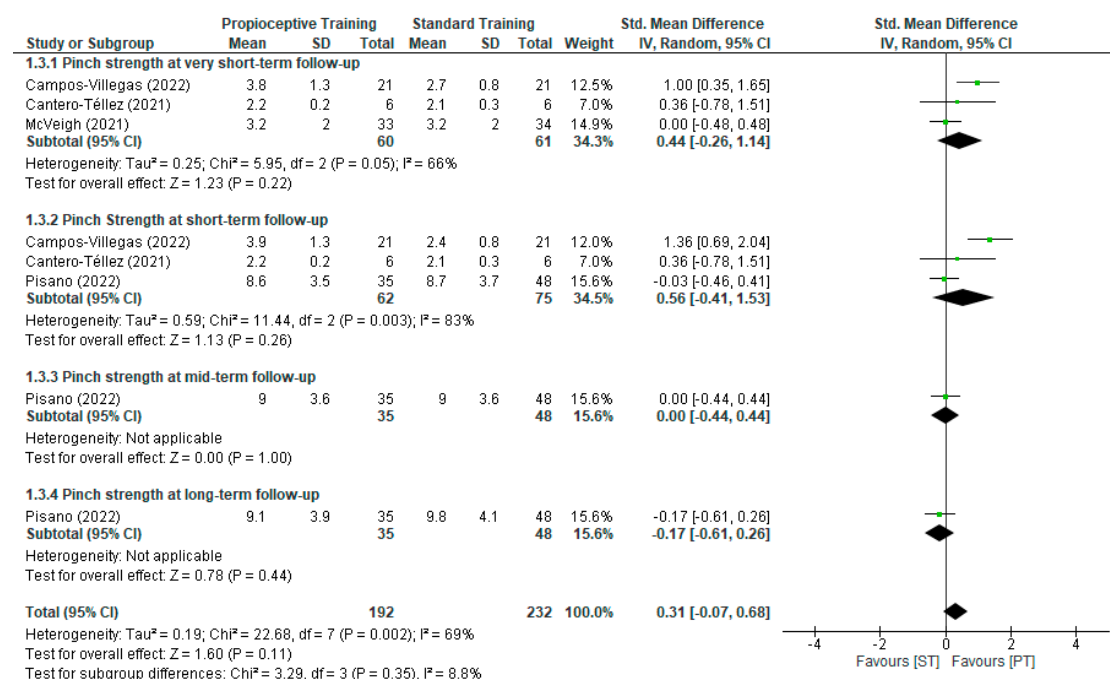 Propioceptive Training Standard Training Std. Mean Difference Std. Mean Difference
Study or Subgroup Mean SD Total Mean SD Total Weight IV, Random, 95% CI IV, Random, 95% CI
1.3.1 Pinch strength at very short-term follow-up
Campos-Villegas (2022) 3.8 1.3 21 2.7 0.8 21 12.5% 1.00 [0.35, 1.65]
Cantero-Téllez (2021) 2.2 0.2 6 2.1 0.3 6 7.0% 0.36 [-0.78, 1.51]
McVeigh (2021) 3.2 2 33 3.2 2 34 14.9% 0.00 [-0.48, 0.48]
Subtotal (95% CI) 60 61 34.3% 0.44 [-0.26, 1.14]
Heterogeneity: Tau² = 0.25; Chi² = 5.95, df = 2 (P = 0.05); I² = 66%
Test for overall effect: Z = 1.23 (P = 0.22)
1.3.2 Pinch Strength at short-term follow-up
Campos-Villegas (2022) 3.9 1.3 21 2.4 0.8 21 12.0% 1.36 [0.69, 2.04]
Cantero-Téllez (2021) 2.2 0.2 6 2.1 0.3 6 7.0% 0.36 [-0.78, 1.51]
Pisano (2022) 8.6 3.5 35 8.7 3.7 48 15.6% -0.03 [-0.46, 0.41]
Subtotal (95% CI) 62 75 34.5% 0.56 [-0.41, 1.53]
Heterogeneity: Tau² = 0.59; Chi² = 11.44, df = 2 (P = 0.003); I² = 83%
Test for overall effect: Z = 1.13 (P = 0.26)
1.3.3 Pinch strength at mid-term follow-up
Pisano (2022) 9 3.6 35 9 3.6 48 15.6% 0.00 [-0.44, 0.44]
Subtotal (95% CI) 35 48 15.6% 0.00 [-0.44, 0.44]
Heterogeneity: Not applicable
Test for overall effect: Z = 0.00 (P = 1.00)
1.3.4 Pinch strength at long-term follow-up
Pisano (2022) 9.1 3.9 35 9.8 4.1 48 15.6% -0.17 [-0.61, 0.26]
Subtotal (95% CI) 35 48 15.6% -0.17 [-0.61, 0.26]
Heterogeneity: Not applicable
Test for overall effect: Z = 0.78 (P = 0.44)
Total (95% CI) 192 232 100.0% 0.31 [-0.07, 0.68]
Heterogeneity: Tau² = 0.19; Chi² = 22.68, df = 7 (P = 0.002); I² = 69%
Test for overall effect: Z = 1.60 (P = 0.11)
Test for subgroup differences: Chi² = 3.29, df = 3 (P = 0.35), I² = 8.8%
-4 -2 0 2 4
Favours [ST] Favours [PT]